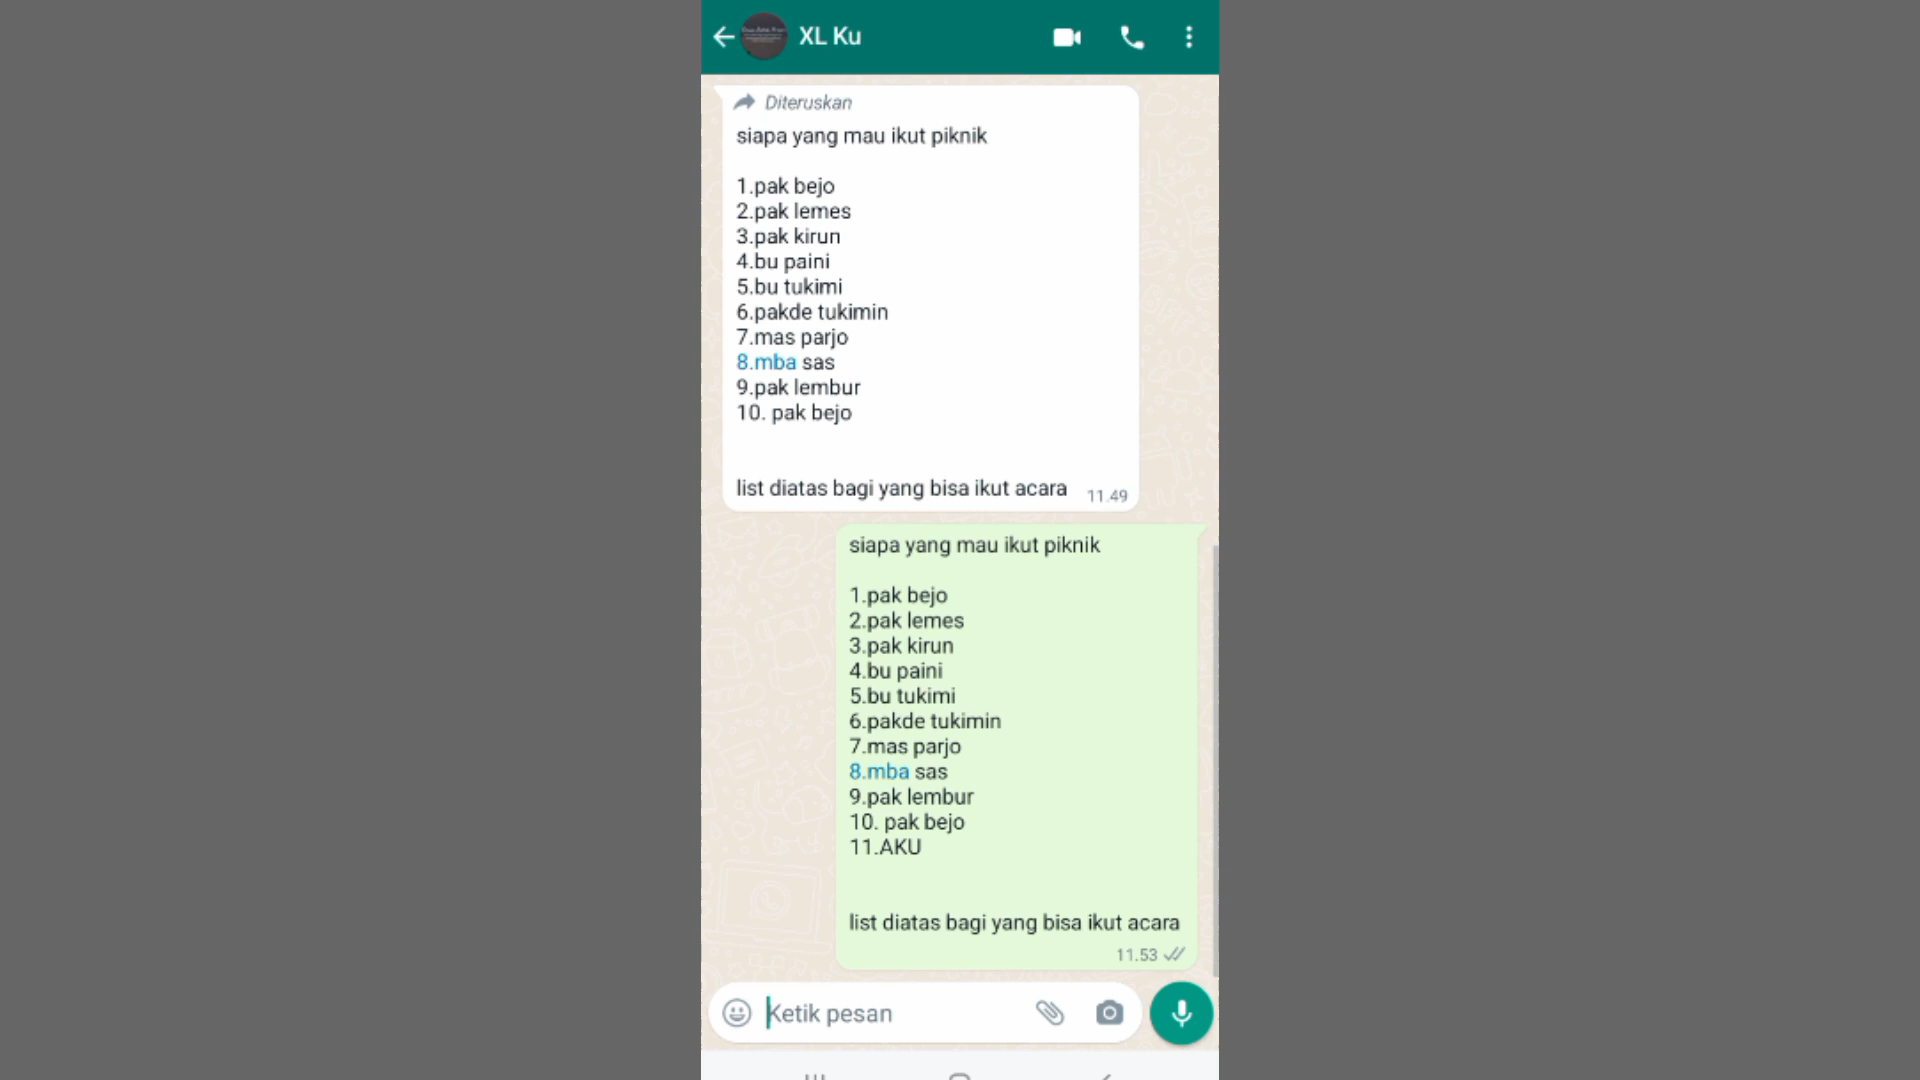 XL Ku
Diteruskan
siapa yang mau ikut piknik
1.pak bejo
2.pak lemes
3.pak kirun
4.bu paini
5.bu tukimi
6.pakde tukimin
7.mas parjo
8.mba sas
9.pak lembur
10. pak bejo
list diatas bagi yang bisa ikut acara 11.49
siapa yang mau ikut piknik
1.pak bejo
2.pak lemes
3.pak kirun
4.bu paini
5.bu tukimi
6.pakde tukimin
7.mas parjo
8.mba sas
9.pak lembur
10. pak bejo
11.AKU
list diatas bagi yang bisa ikut acara
11.53
Ketik pesan